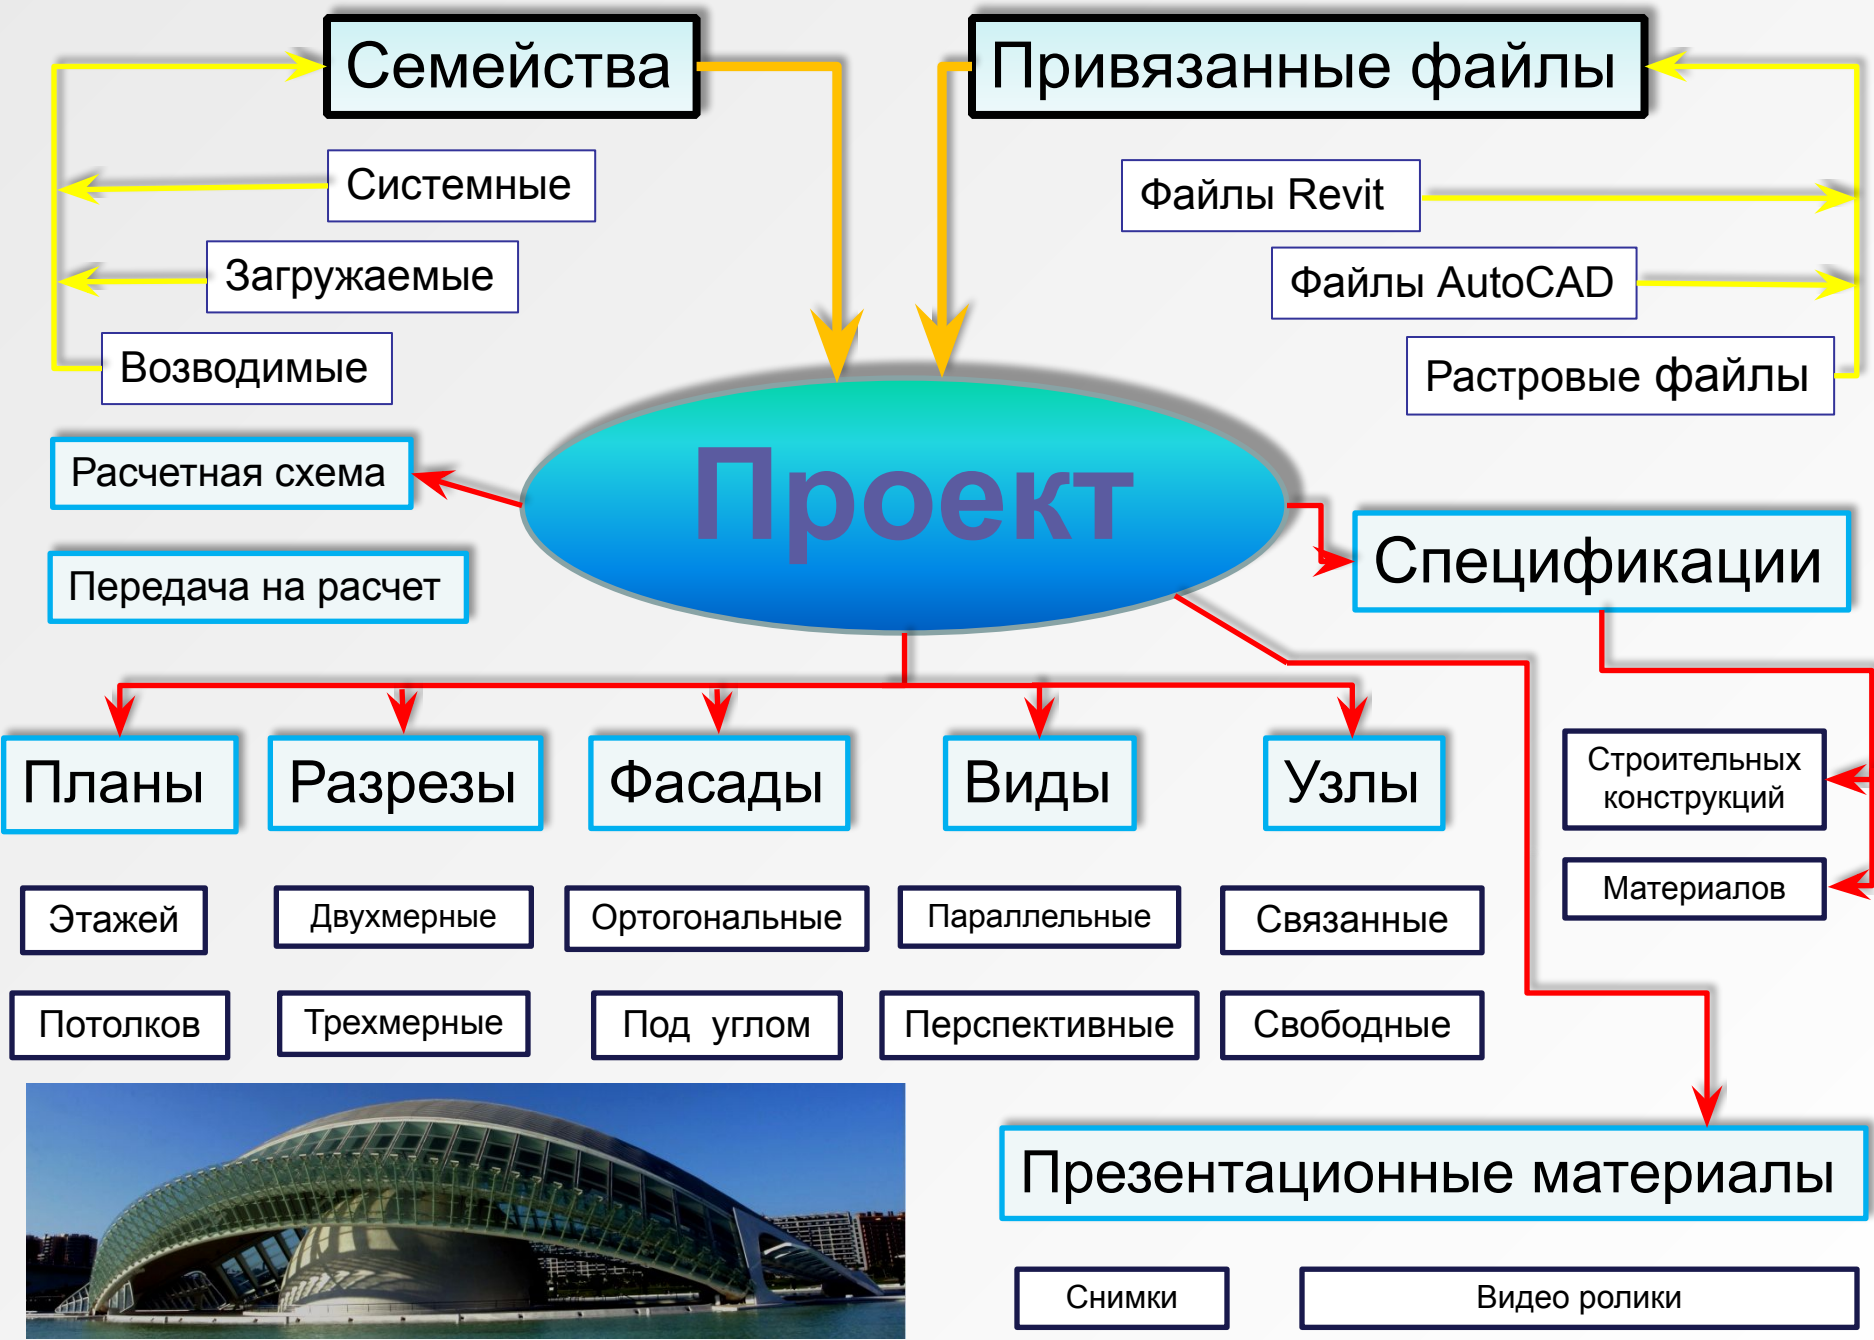 Семейства
Привязанные файлы
Системные
Файлы Revit
Загружаемые
Файлы AutoCAD
Возводимые
Растровые файлы
Расчетная схема
Проект
Спецификации
Передача на расчет
Планы
Разрезы
Фасады
Виды
Узлы
Строительных
конструкций
Материалов
Этажей
Двухмерные
Ортогональные
Параллельные
Связанные
Потолков
Трехмерные
Под углом
Перспективные
Свободные
Презентационные материалы
Снимки
Видео ролики